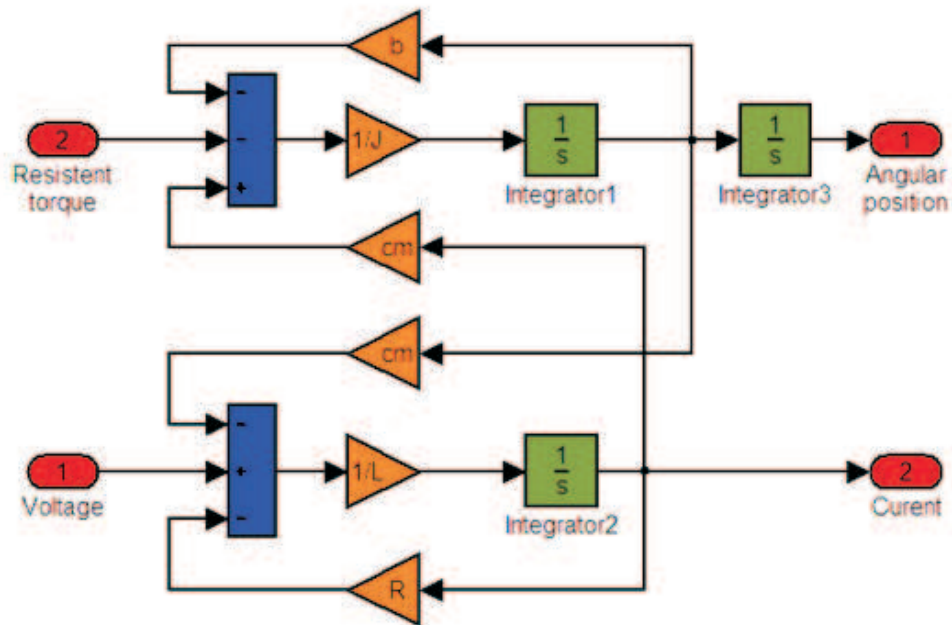 b
-
-
+
2
Resistent
torque
1/J
1
s
Integrator1
1
s
Integrator3
1
Angular
position
cm
cm
-
+
-
1
Voltage
1/L
1
s
Integrator2
2
Curent
R